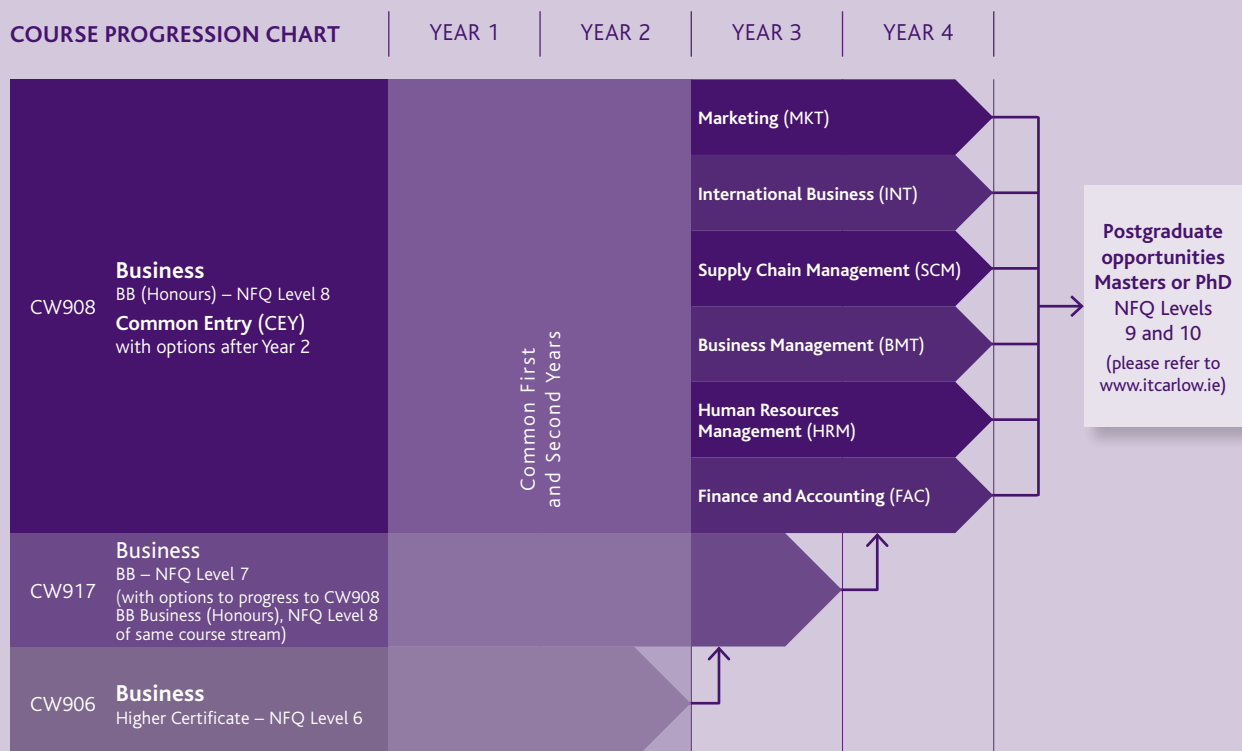 COURSE PROGRESSION CHART
YEAR 1
YEAR 2
YEAR 3
YEAR 4
CW908
Business
BB (Honours) – NFQ Level 8
Common Entry (CEY)
with options after Year 2
Common First
and Second Years
Marketing (MKT)
International Business (INT)
Supply Chain Management (SCM)
Business Management (BMT)
Human Resources
Management (HRM)
Finance and Accounting (FAC)
Postgraduate
opportunities
Masters or PhD
NFQ Levels
9 and 10
(please refer to
www.itcarlow.ie)
CW917
Business
BB – NFQ Level 7
(with options to progress to CW908
BB Business (Honours), NFQ Level 8
of same course stream)
CW906
Business
Higher Certificate – NFQ Level 6